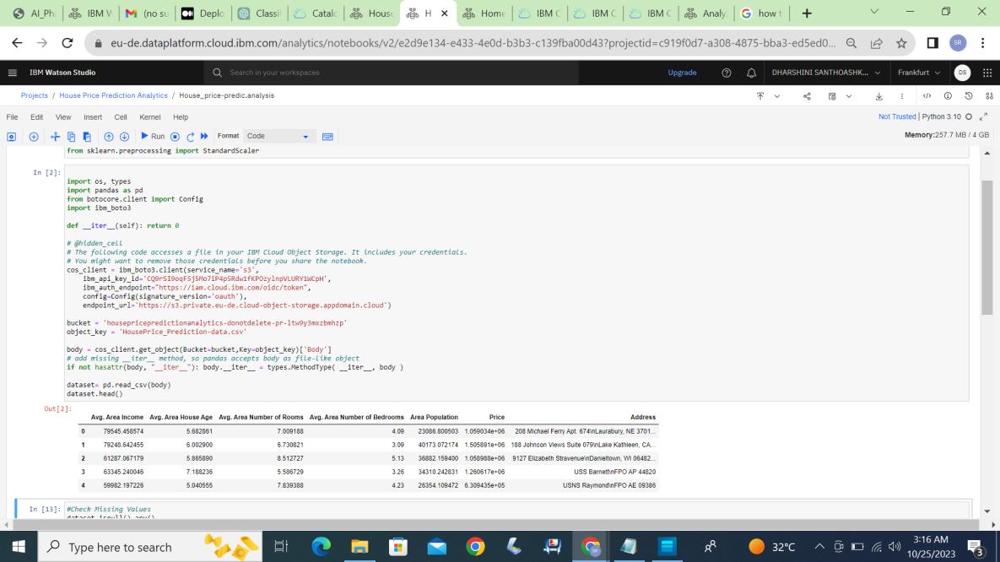 AI_Ph
IBM W
(no su
Deplo
Classif
Catalo
House
H
Home
IBM C
IBM C
IBM C
Analy
how t
eu-de.dataplatform.cloud.ibm.com/analytics/notebooks/v2/e2d9e134-e433-4e0d-b3b3-c139fba00d43?projectid=c919f0d7-a308-4875-bba3-ed5ed0...
SR
IBM Watson Studio
Search in your workspaces
Upgrade
DHARSHINI SANTHOASHK...
Frankfurt
DS
Projects / House Price Prediction Analytics / House_price-predic.analysis
File Edit View Insert Cell Kernel Help
Not Trusted | Python 3.10
Run
Format Code
Memory:257.7 MB / 4 GB
from sklearn.preprocessing import StandardScaler
In [2]:
import os, types
import pandas as pd
from botocore.client import Config
import ibm_boto3
def __iter__(self): return 0
# @hidden_cell
# The following code accesses a file in your IBM Cloud Object Storage. It includes your credentials.
# You might want to remove those credentials before you share the notebook.
cos_client = ibm_boto3.client(service_name='s3',
ibm_api_key_id='CQ9rSI9oqF5j5Mo7iP4p5RdwifKPOzylnpVLURY1WCpH',
ibm_auth_endpoint="https://iam.cloud.ibm.com/oidc/token",
config=Config(signature_version='oauth'),
endpoint_url='https://s3.private.eu-de.cloud-object-storage.appdomain.cloud')
bucket = 'housepricepredictionanalytics-donotdelete-pr-ltw9y3mxzbmhzp'
object_key = 'HousePrice_Prediction-data.csv'
body = cos_client.get_object(Bucket=bucket,Key=object_key)['Body']
# add missing __iter__ method, so pandas accepts body as file-like object
if not hasattr(body, "__iter__"): body.__iter__ = types.MethodType( __iter__, body )
dataset= pd.read_csv(body)
dataset.head()
Out[2]:
Avg. Area Income Avg. Area House Age Avg. Area Number of Rooms Avg. Area Number of Bedrooms Area Population Price Address
0 79545.458574 5.682861 7.009188 4.09 23086.800503 1.059034e+06 208 Michael Ferry Apt. 674\nLaurabury, NE 3701...
1 79248.642455 6.002900 6.730821 3.09 40173.072174 1.505891e+06 188 Johnson Views Suite 079\nLake Kathleen, CA...
2 61287.067179 5.865890 8.512727 5.13 36882.159400 1.058988e+06 9127 Elizabeth Stravenue\nDanieltown, WI 06482...
3 63345.240046 7.188236 5.586729 3.26 34310.242831 1.260617e+06 USS Barnett\nFPO AP 44820
4 59982.197226 5.040555 7.839388 4.23 26354.109472 6.309435e+05 USNS Raymond\nFPO AE 09386
In [13]:
#Check Missing Values
dataset.isnull().any()
Type here to search
32°C
3:16 AM
10/25/2023
3